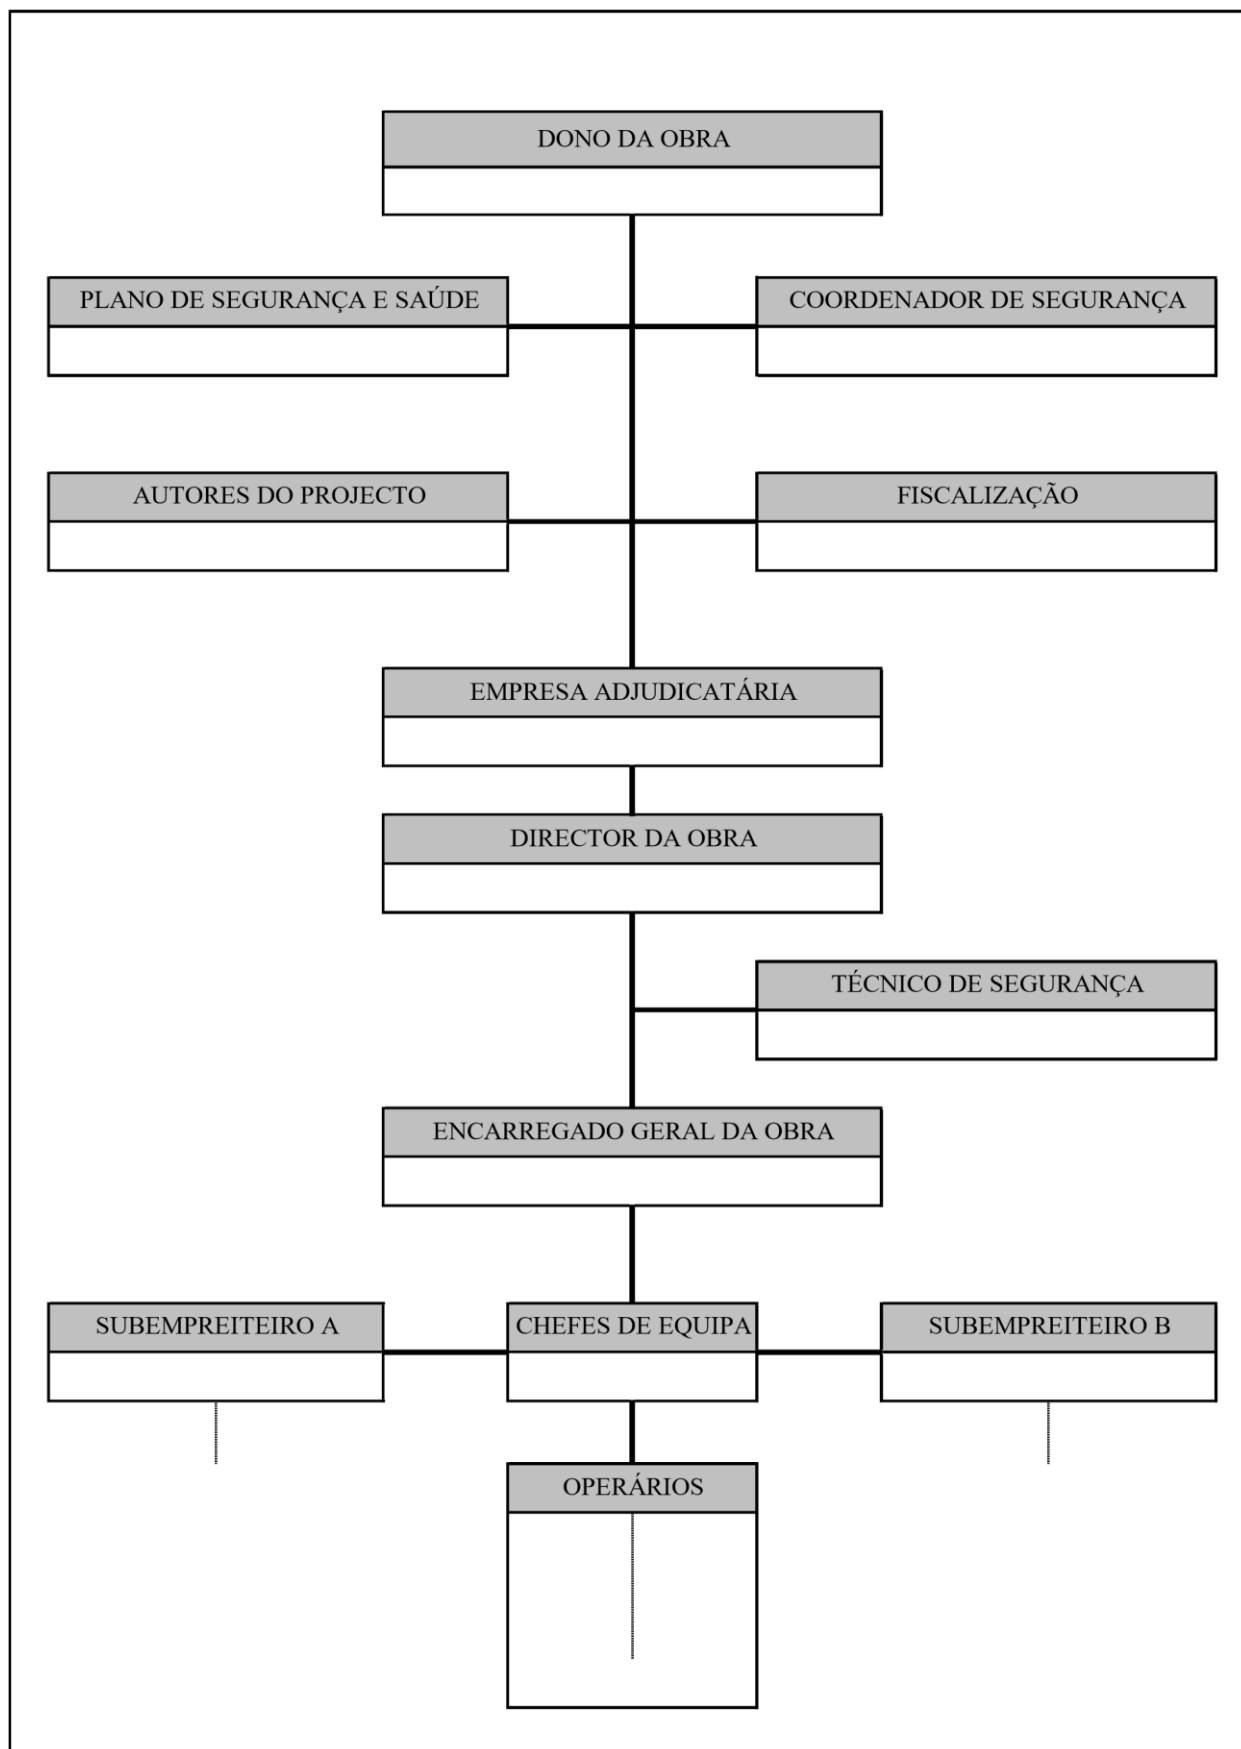 DONO DA OBRA
PLANO DE SEGURANÇA E SAÚDE
COORDENADOR DE SEGURANÇA
AUTORES DO PROJECTO
FISCALIZAÇÃO
EMPRESA ADJUDICATÁRIA
DIRECTOR DA OBRA
TÉCNICO DE SEGURANÇA
ENCARREGADO GERAL DA OBRA
SUBEMPREITEIRO A
CHEFES DE EQUIPA
SUBEMPREITEIRO B
OPERÁRIOS